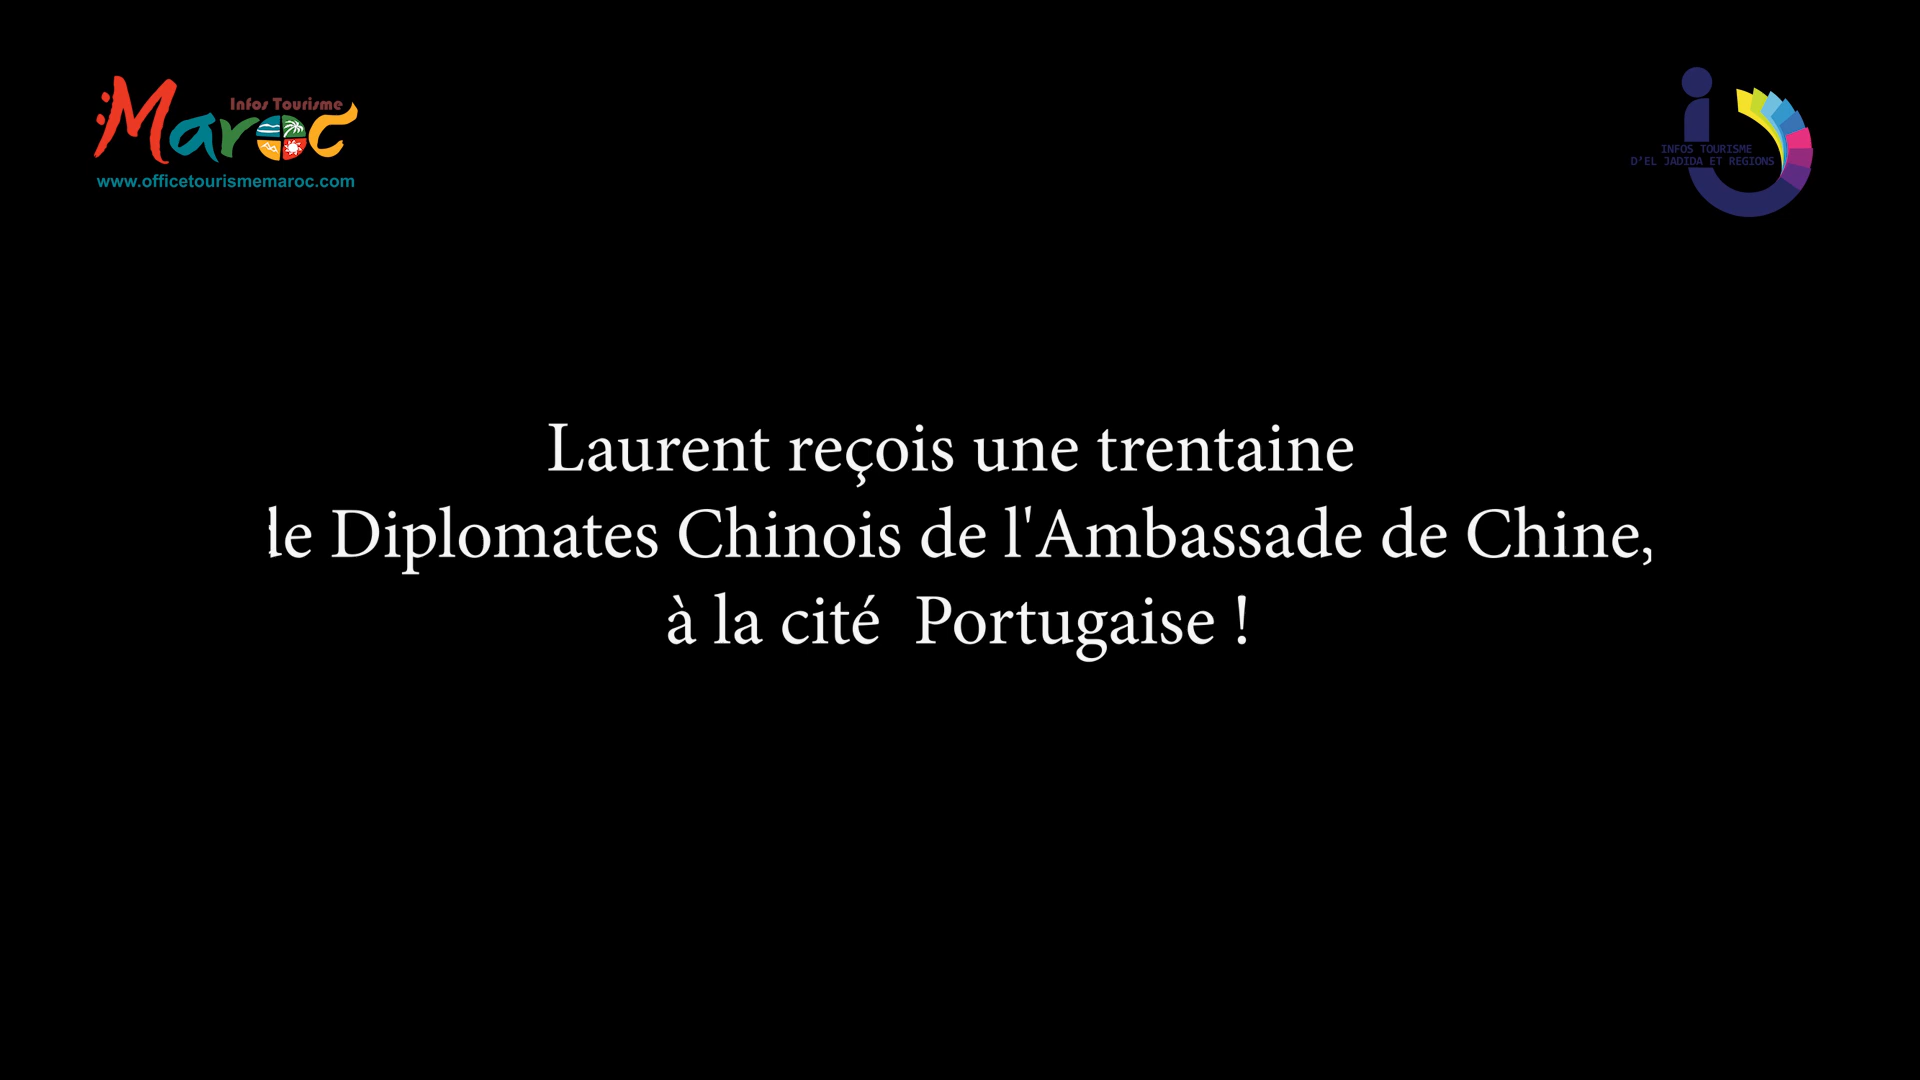 Maroc
Infos Tourisme
www.officetourismemaroc.com
INFOS TOURISME
D'EL JADIDA ET REGIONS
Laurent reçois une trentaine
de Diplomates Chinois de l'Ambassade de Chine,
à la cité  Portugaise !